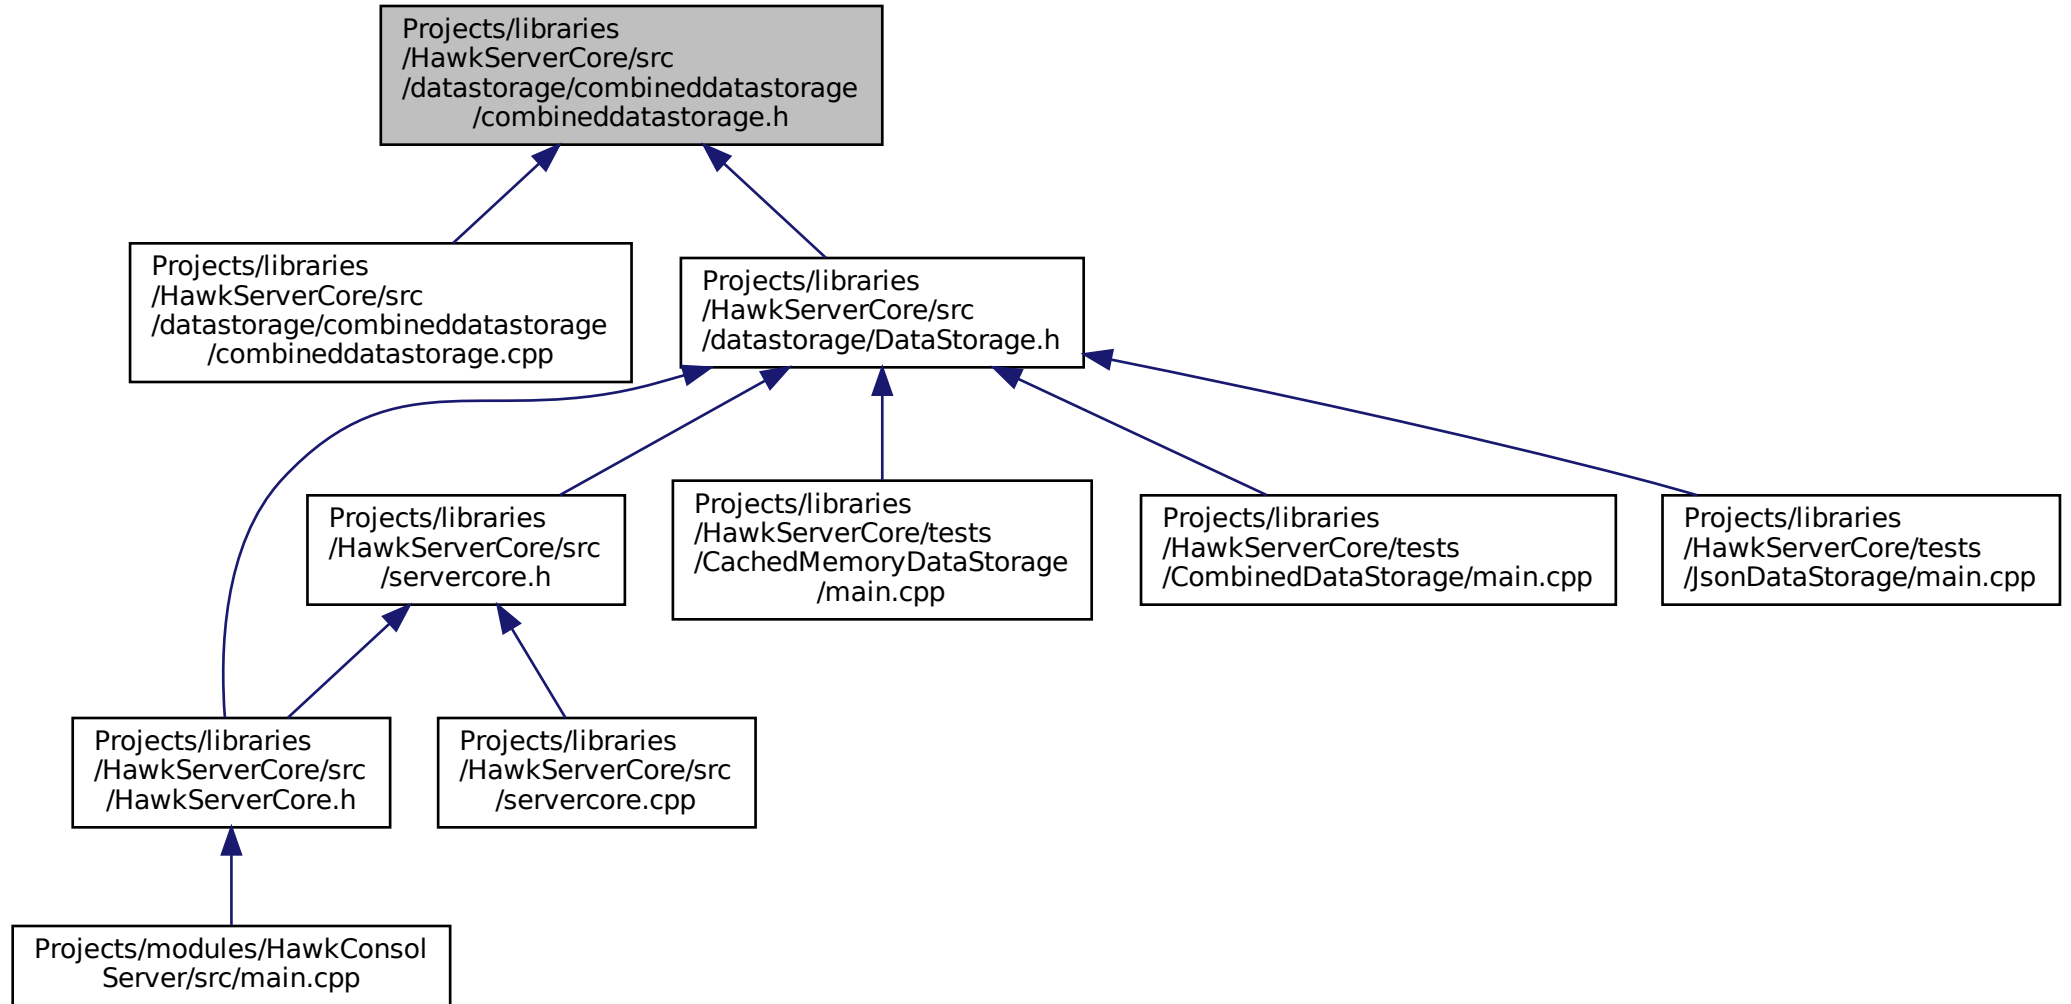 Projects/libraries
/HawkServerCore/src
/datastorage/combineddatastorage
/combineddatastorage.h
Projects/libraries
/HawkServerCore/src
/datastorage/combineddatastorage
/combineddatastorage.cpp
Projects/libraries
/HawkServerCore/src
/datastorage/DataStorage.h
Projects/libraries
/HawkServerCore/src
/servercore.h
Projects/libraries
/HawkServerCore/tests
/CachedMemoryDataStorage
/main.cpp
Projects/libraries
/HawkServerCore/tests
/CombinedDataStorage/main.cpp
Projects/libraries
/HawkServerCore/tests
/JsonDataStorage/main.cpp
Projects/libraries
/HawkServerCore/src
/HawkServerCore.h
Projects/libraries
/HawkServerCore/src
/servercore.cpp
Projects/modules/HawkConsol
Server/src/main.cpp